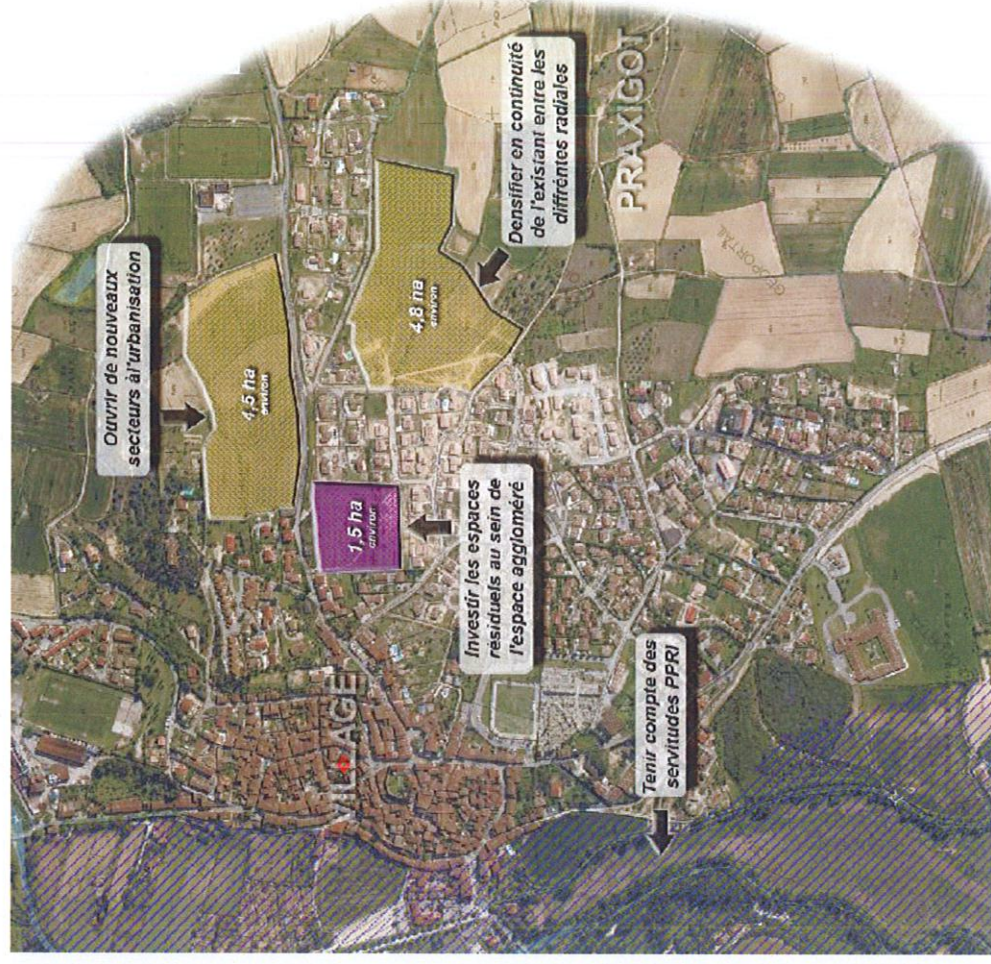 Ouvrir de nouveaux
secteurs à l'urbanisation
4,5 ha
environ
Densifier en continuité
de l'existant entre les
diffréntes radiales
4,8 ha
environ
PRAXIGOT
GEOPORTAIL
1,5 ha
environ
Investir les espaces
résiduels au sein de
l'espace aggloméré
VILLAGE
Tenir compte des
servitudes PPRI